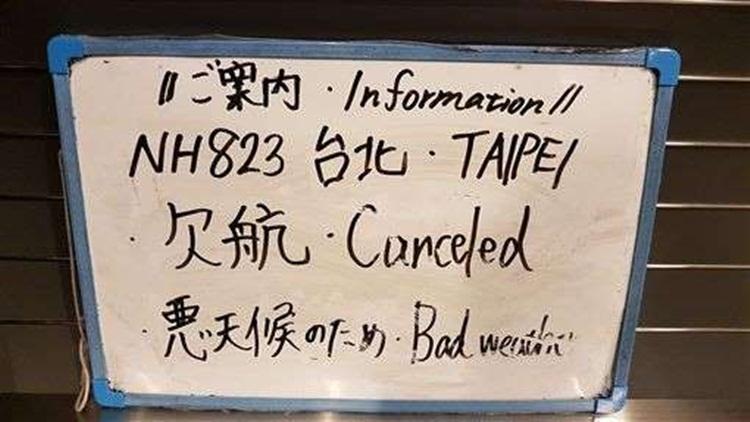 〃ご案内・Information〃
NH823 台北・TAIPEI
・欠航・Canceled
・悪天候のため・Bad weather